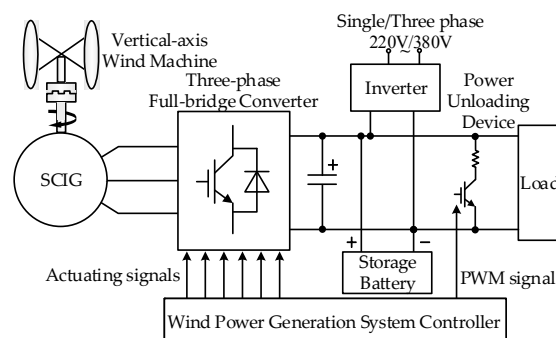 Single/Three phase
220V/380V
~
Vertical-axis
Wind Machine
Three-phase
Full-bridge Converter
Inverter
Power
Unloading
Device
SCIG
+
Load
+
−
Storage
Battery
Actuating signals
PWM signal
Wind Power Generation System Controller